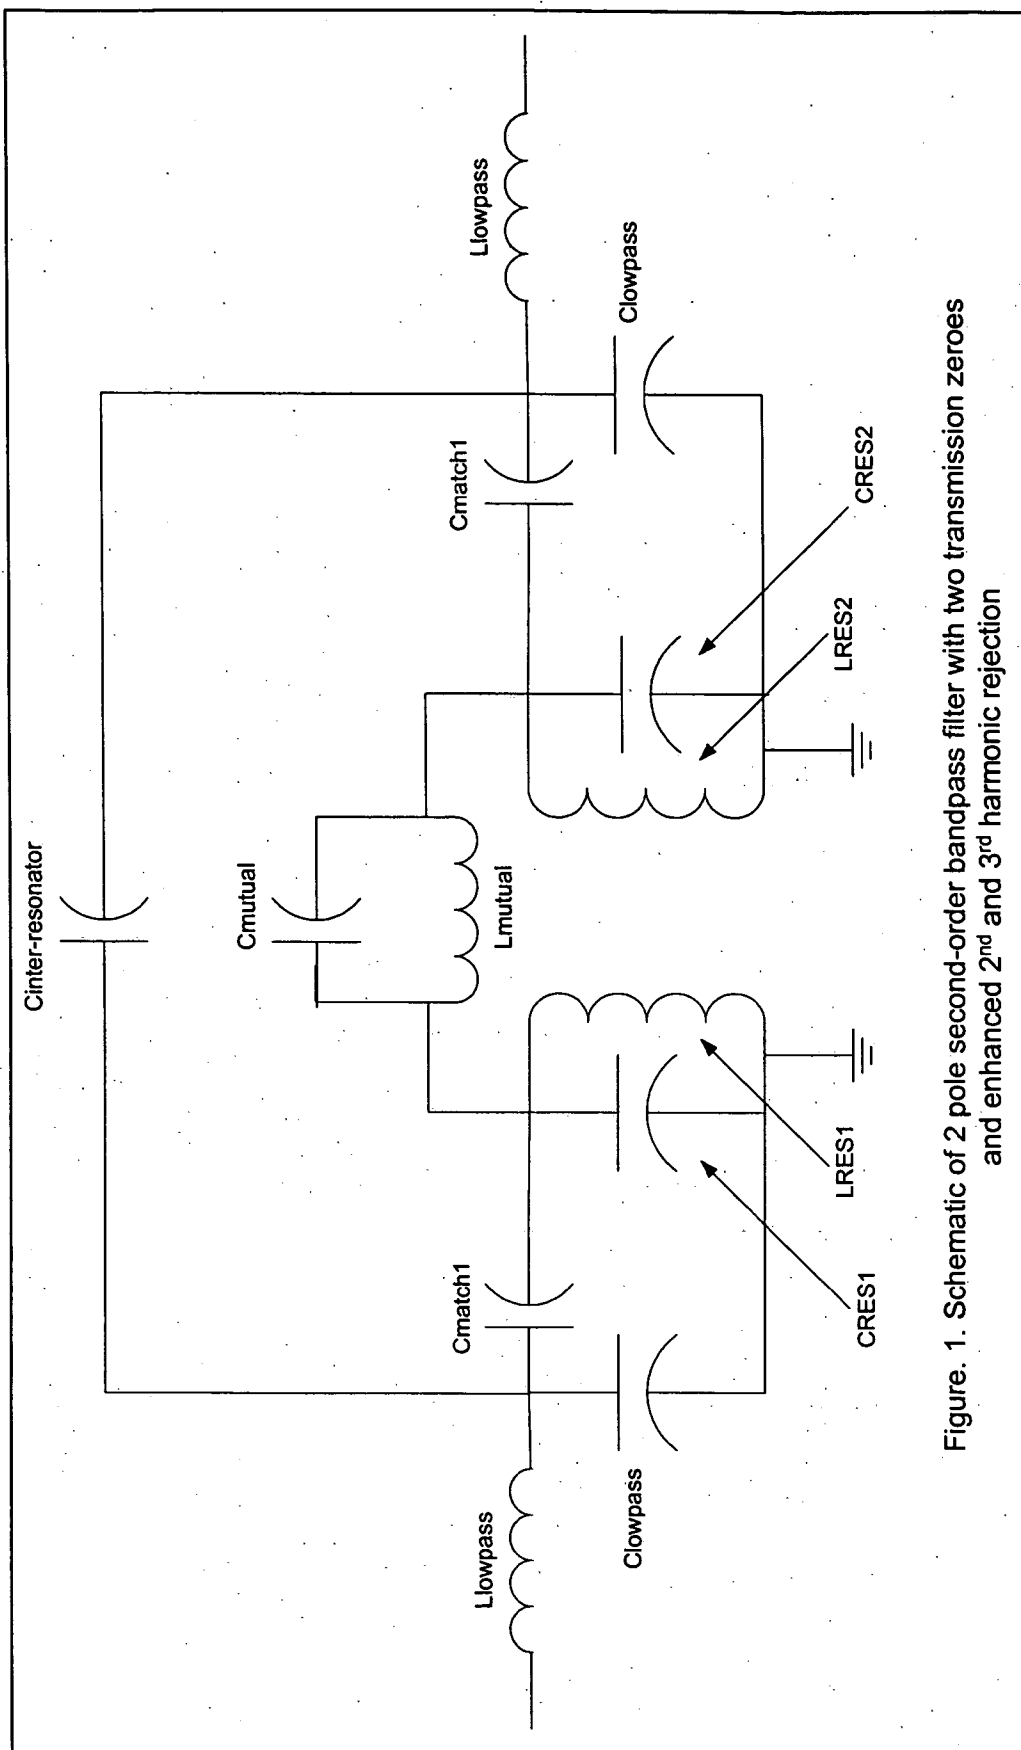 Cinter-resonator
Cmutual
Lmutual
Llowpass
Cmatch1
Cmatch1
Llowpass
Clowpass
Clowpass
CRES1
LRES1
LRES2
CRES2
Figure. 1. Schematic of 2 pole second-order bandpass filter with two transmission zeroes
and enhanced 2nd and 3rd harmonic rejection